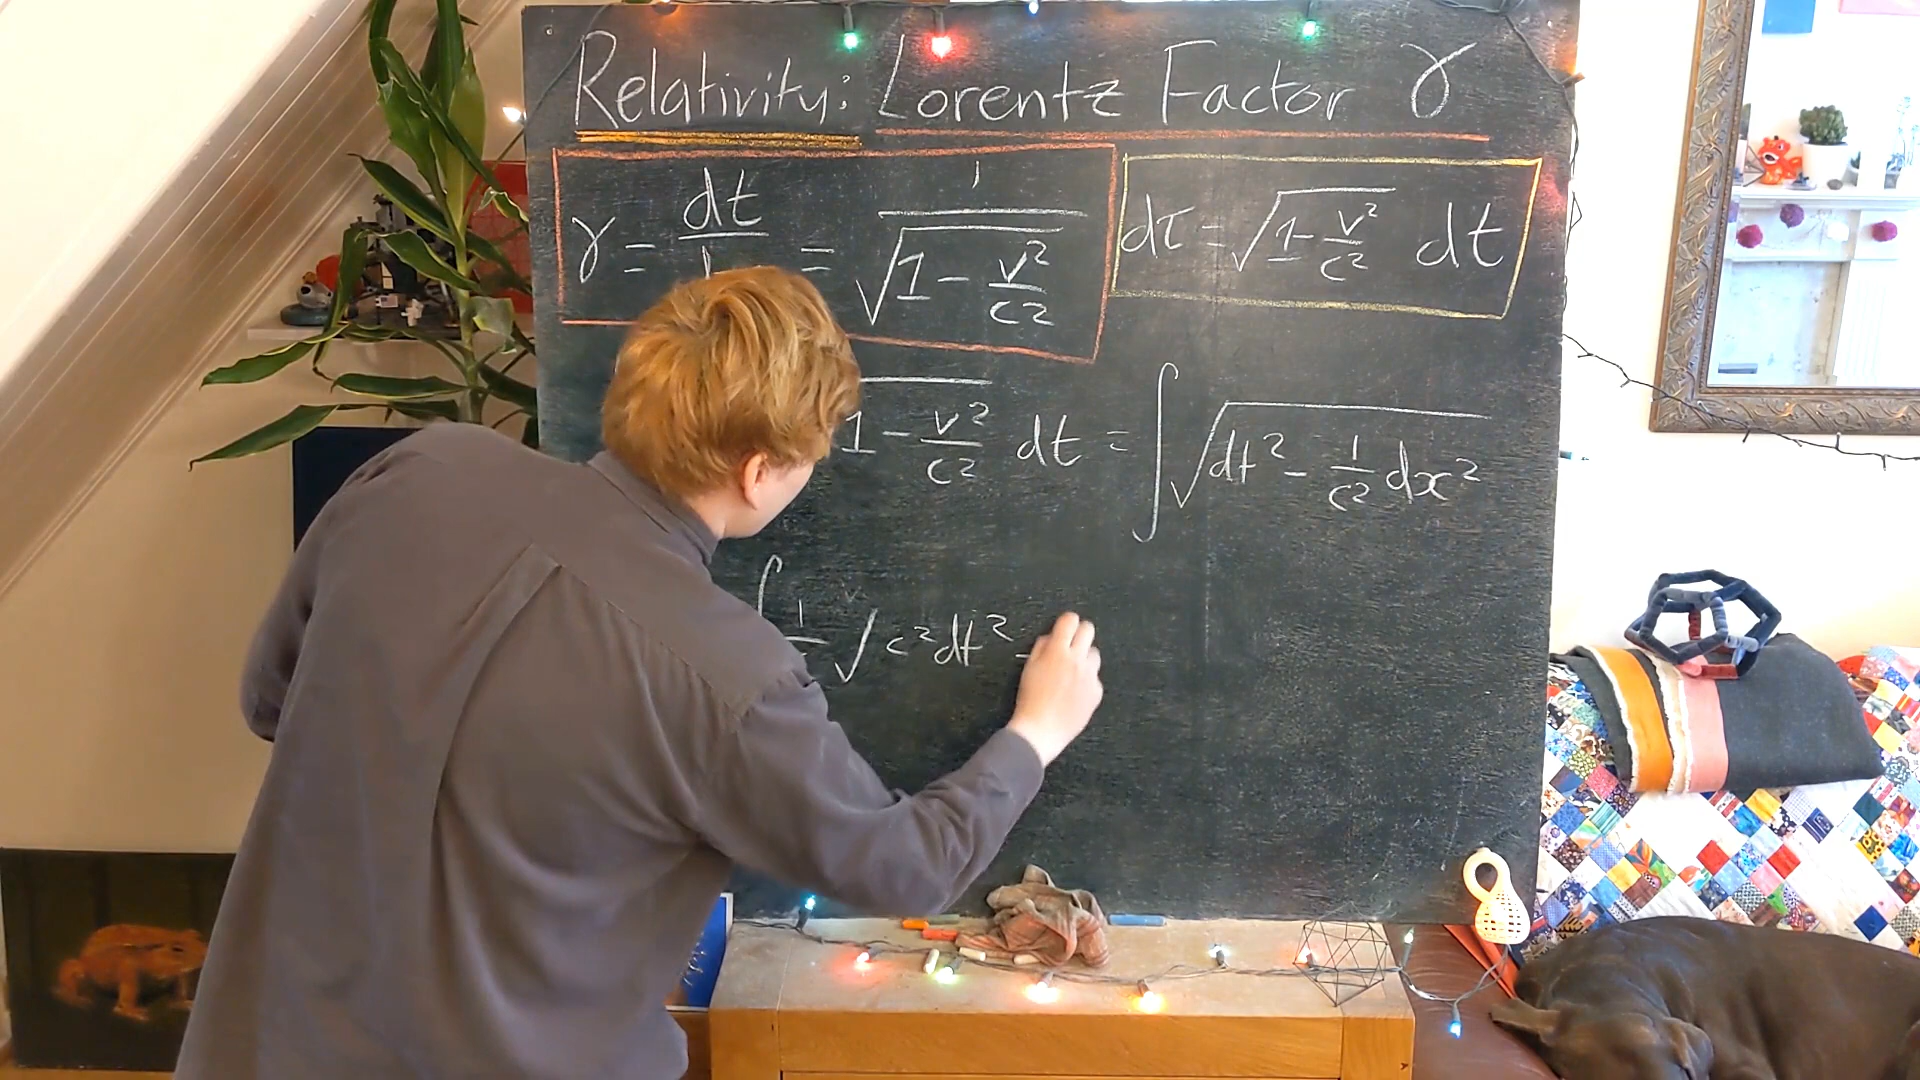 Relativity: Lorentz Factor γ
γ = dt/ = 1/√(1 - v²/c²)
dτ = √(1 - v²/c²) dt
1 - v²/c² dt = ∫√(dt² - 1/c² dx²)
∫ 1/ √ c²dt² -